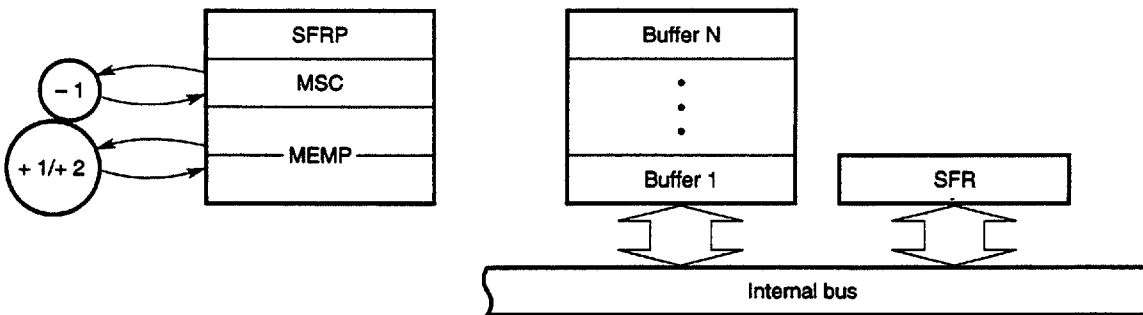 SFRP
MSC
MEMP
– 1
+ 1/+ 2
Buffer N
Buffer 1
SFR
Internal bus